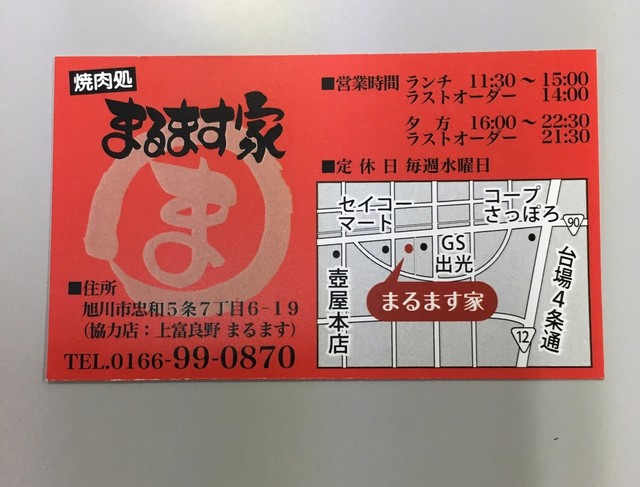 焼肉処
まるます家
ま
■営業時間 ランチ 11:30～15:00
ラストオーダー 14:00
夕方 16:00～22:30
ラストオーダー 21:30
■定休日 毎週水曜日
■住所
旭川市忠和5条7丁目6-19
(協力店：上富良野 まるます)
TEL.0166-99-0870
セイコー
マート
コープ
さっぽろ
90
GS
出光
まるます家
壺屋本店
台場4条通
12